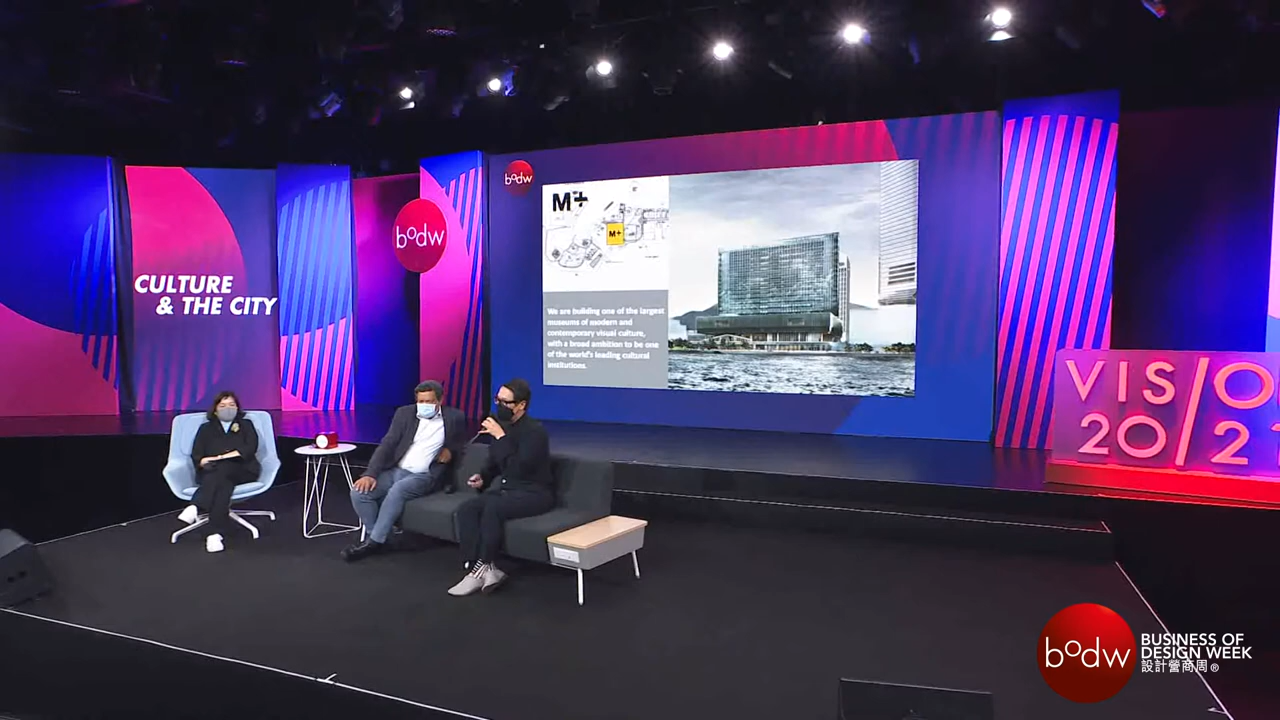 CULTURE
& THE CITY
bodw
bodw
M+
M+
We are building one of the largest
museums of modern and
contemporary visual culture,
with a broad ambition to be one
of the world's leading cultural
institutions.
VISIO
20/21
bodw
BUSINESS OF
DESIGN WEEK
設計營商周®